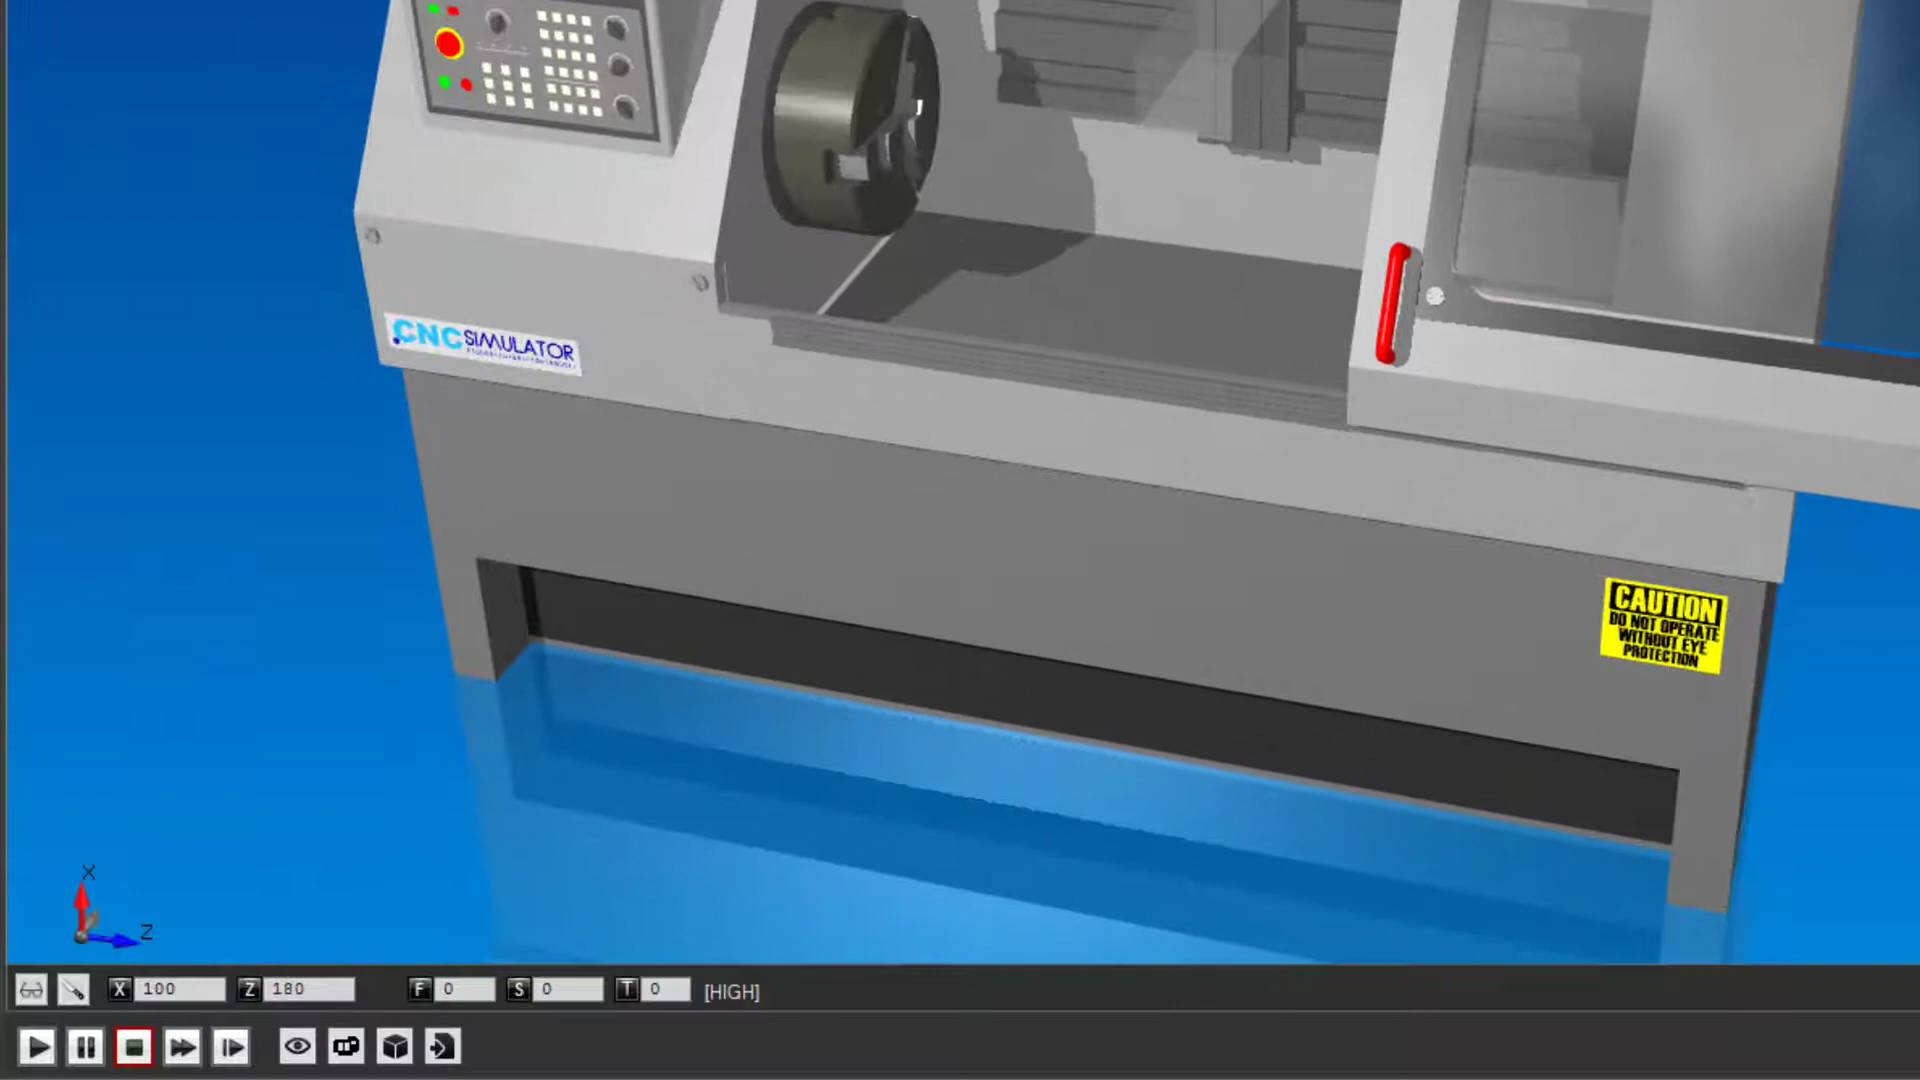 CNC SIMULATOR
CAUTION
DO NOT OPERATE
WITHOUT EYE
PROTECTION
X
Z
X 100 Z 180 F 0 S 0 T 0 [HIGH]